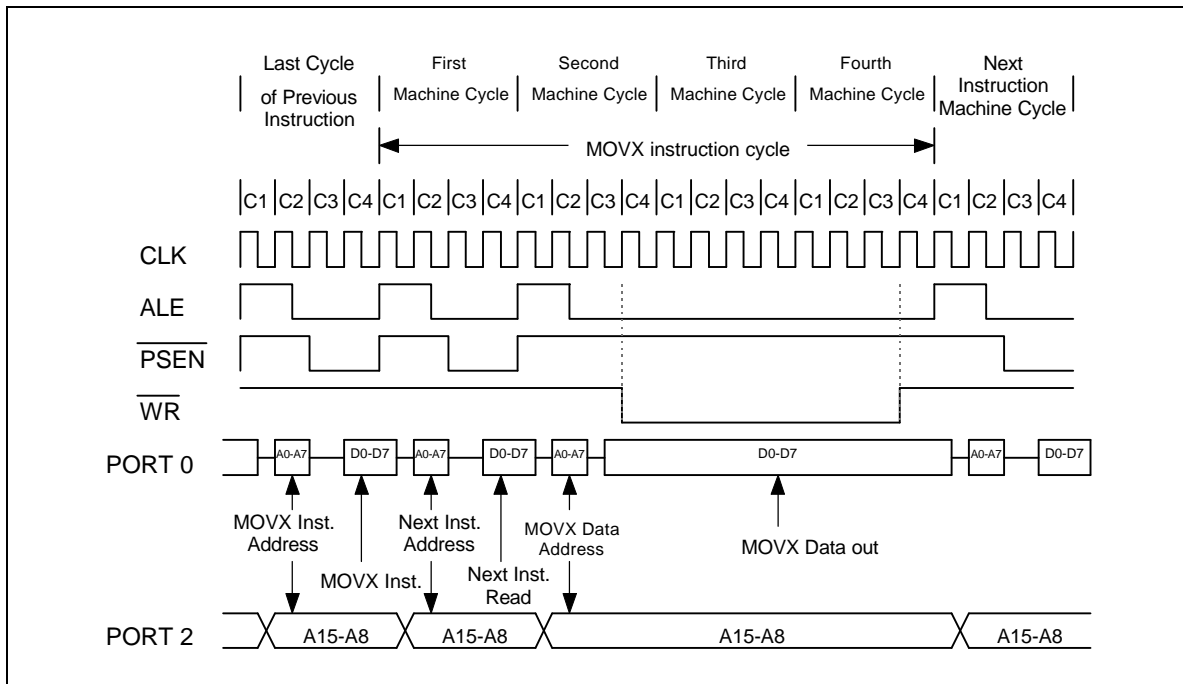 Last Cycle
of Previous
Instruction
First
Machine Cycle
Second
Machine Cycle
Third
Machine Cycle
Fourth
Machine Cycle
Next
Instruction
Machine Cycle
MOVX instruction cycle
C1 C2 C3 C4 C1 C2 C3 C4 C1 C2 C3 C4 C1 C2 C3 C4 C1 C2 C3 C4 C1 C2 C3 C4
CLK
ALE
PSEN
WR
PORT 0
A0-A7 D0-D7 A0-A7 D0-D7 A0-A7 D0-D7 A0-A7 D0-D7
MOVX Inst.
Address
MOVX Inst.
Next Inst.
Address
Next Inst.
Read
MOVX Data
Address
MOVX Data out
PORT 2
A15-A8 A15-A8 A15-A8 A15-A8